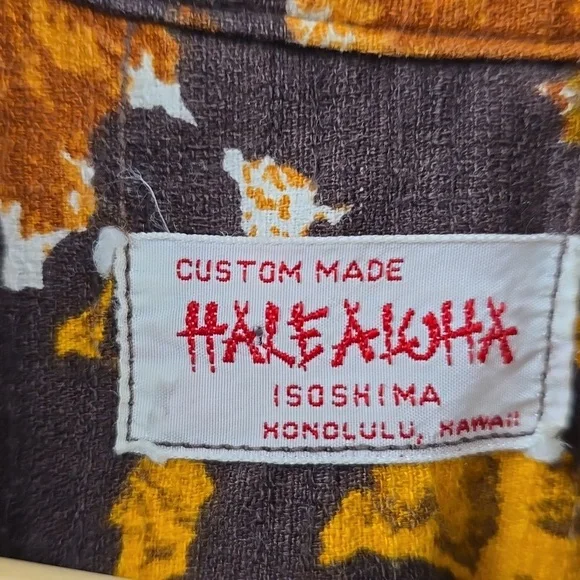 CUSTOM MADE
HALE ALOHA
ISOSHIMA
HONOLULU, HAWAII